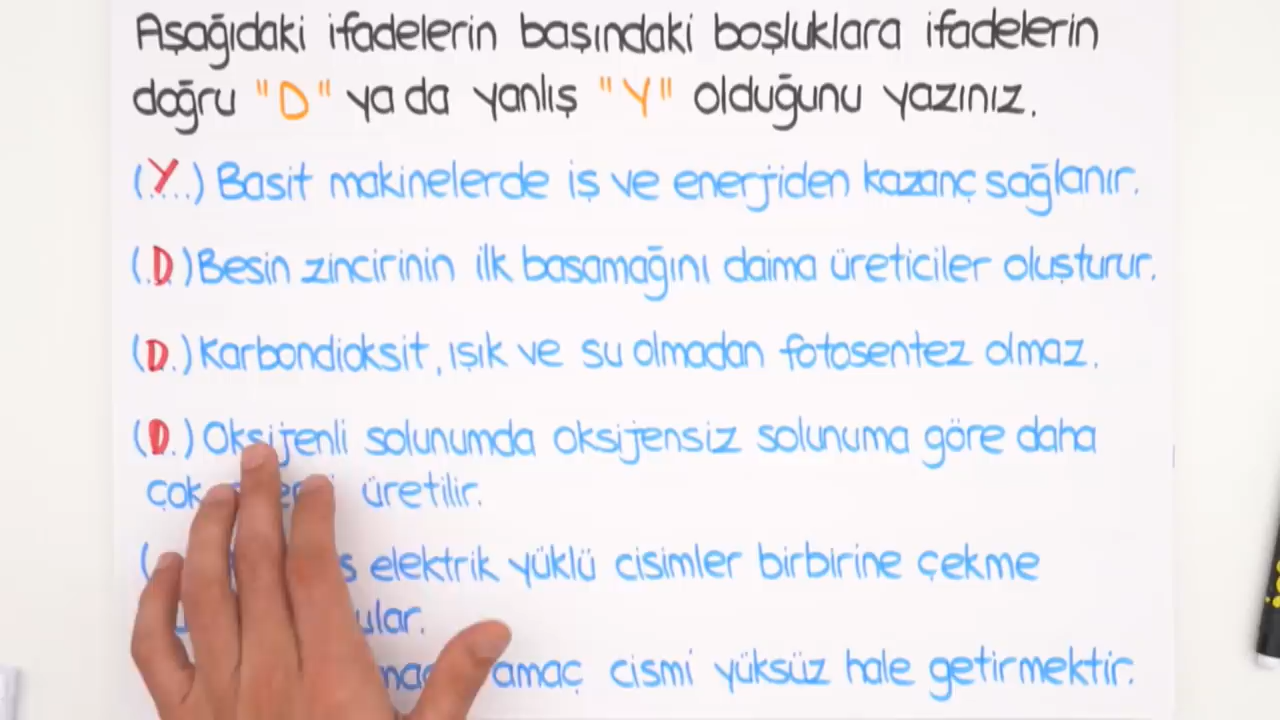 Aşağıdaki ifadelerin başındaki boşluklara ifadelerin
doğru "D" ya da yanlış "Y" olduğunu yazınız.
(Y..) Basit makinelerde iş ve enerjiden kazanç sağlanır.
(.D.) Besin zincirinin ilk basamağını daima üreticiler oluşturur.
(D.) Karbondioksit, ışık ve su olmadan fotosentez olmaz.
(D.) Oksijenli solunumda oksijensiz solunuma göre daha
çok üretilir.
elektrik yüklü cisimler birbirine çekme
amaç cismi yüksüz hale getirmektir.